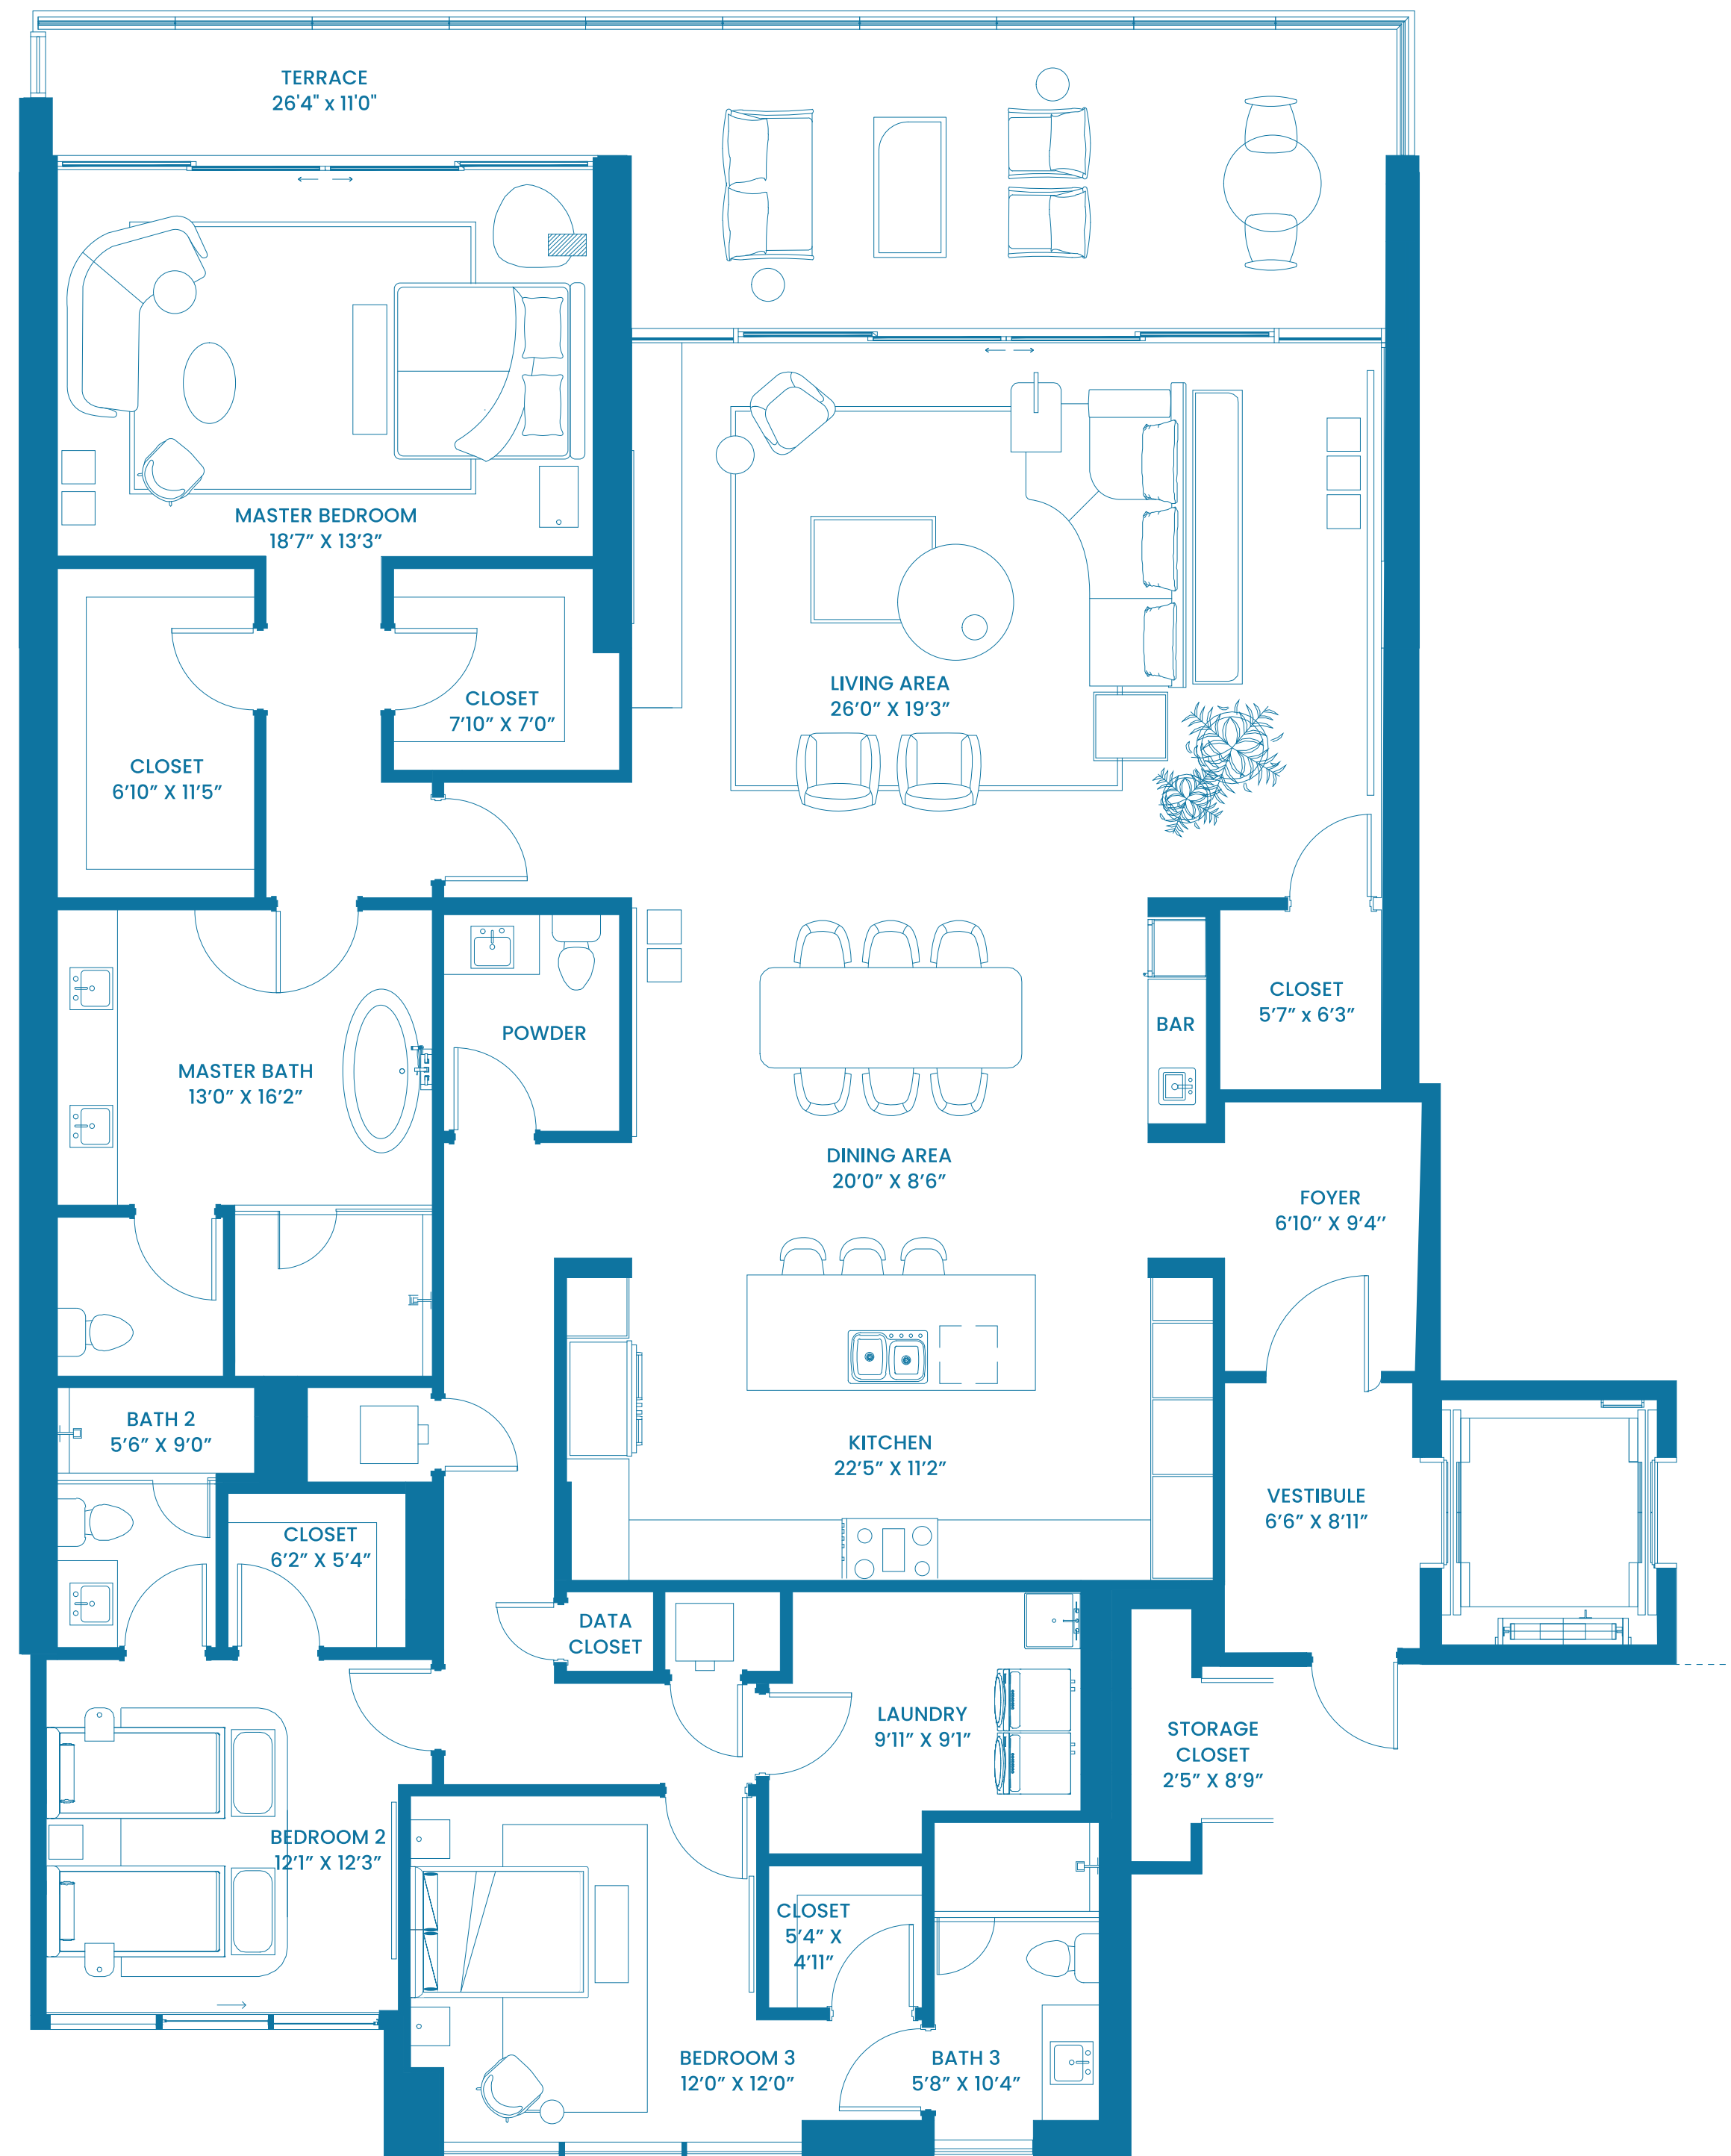 TERRACE
26'4" x 11'0"
MASTER BEDROOM
18’7” X 13’3”
CLOSET
7’10” X 7’0”
LIVING AREA
26’0” X 19’3”
CLOSET
6’10” X 11’5”
POWDER
BAR
CLOSET
5’7” x 6’3”
MASTER BATH
13’0” X 16’2”
DINING AREA
20’0” X 8’6”
FOYER
6’10’’ X 9’4’’
BATH 2
5’6” X 9’0”
KITCHEN
22’5” X 11’2”
VESTIBULE
6’6” X 8’11”
CLOSET
6’2” X 5’4”
DATA
CLOSET
LAUNDRY
9’11” X 9’1”
STORAGE
CLOSET
2’5” X 8’9”
BEDROOM 2
12’1” X 12’3”
CLOSET
5’4” X
4’11”
BEDROOM 3
12’0” X 12’0”
BATH 3
5’8” X 10’4”